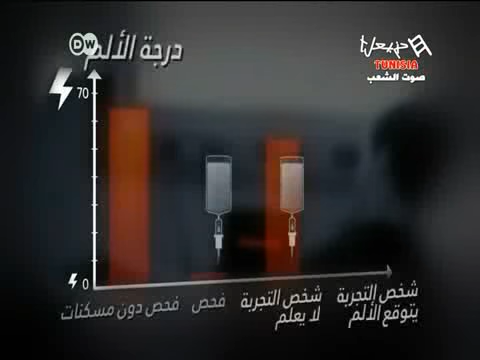 DW
درجة الألم
TUNISIA
صوت الشعب
70
0
فحص دون مسكنات
فحص
شخص التجربة
لا يعلم
شخص التجربة
يتوقع الألم